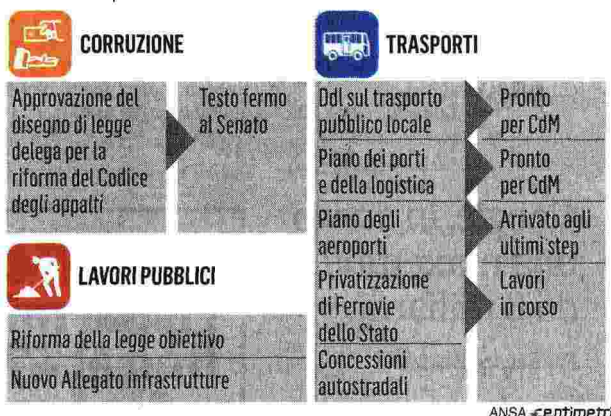 CORRUZIONE
Approvazione del
disegno di legge
delega per la
riforma del Codice
degli appalti
Testo fermo
al Senato
LAVORI PUBBLICI
Riforma della legge obiettivo
Nuovo Allegato infrastrutture
TRASPORTI
Ddl sul trasporto
pubblico locale
Pronto
per CdM
Piano dei porti
e della logistica
Pronto
per CdM
Piano degli
aeroporti
Arrivato agli
ultimi step
Privatizzazione
di Ferrovie
dello Stato
Lavori
in corso
Concessioni
autostradali
ANSA centimetri